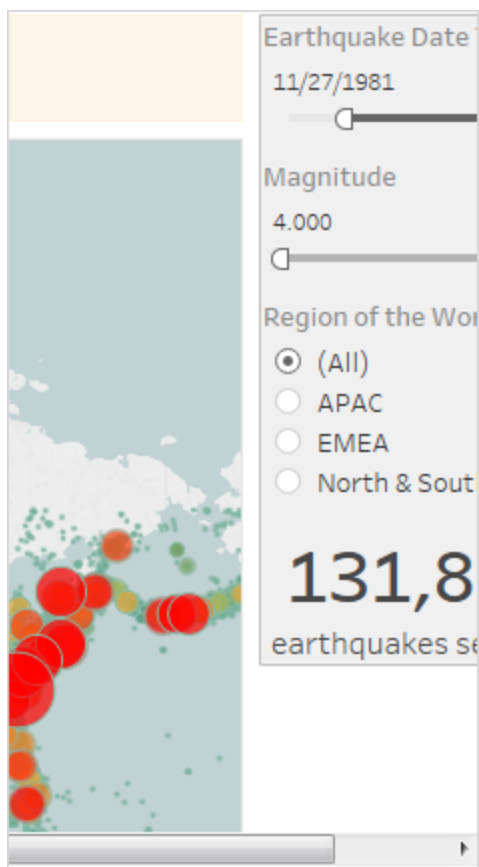 Earthquake Date
11/27/1981
Magnitude
4.000
Region of the Wor
(All)
APAC
EMEA
North & Sout
131,8
earthquakes se